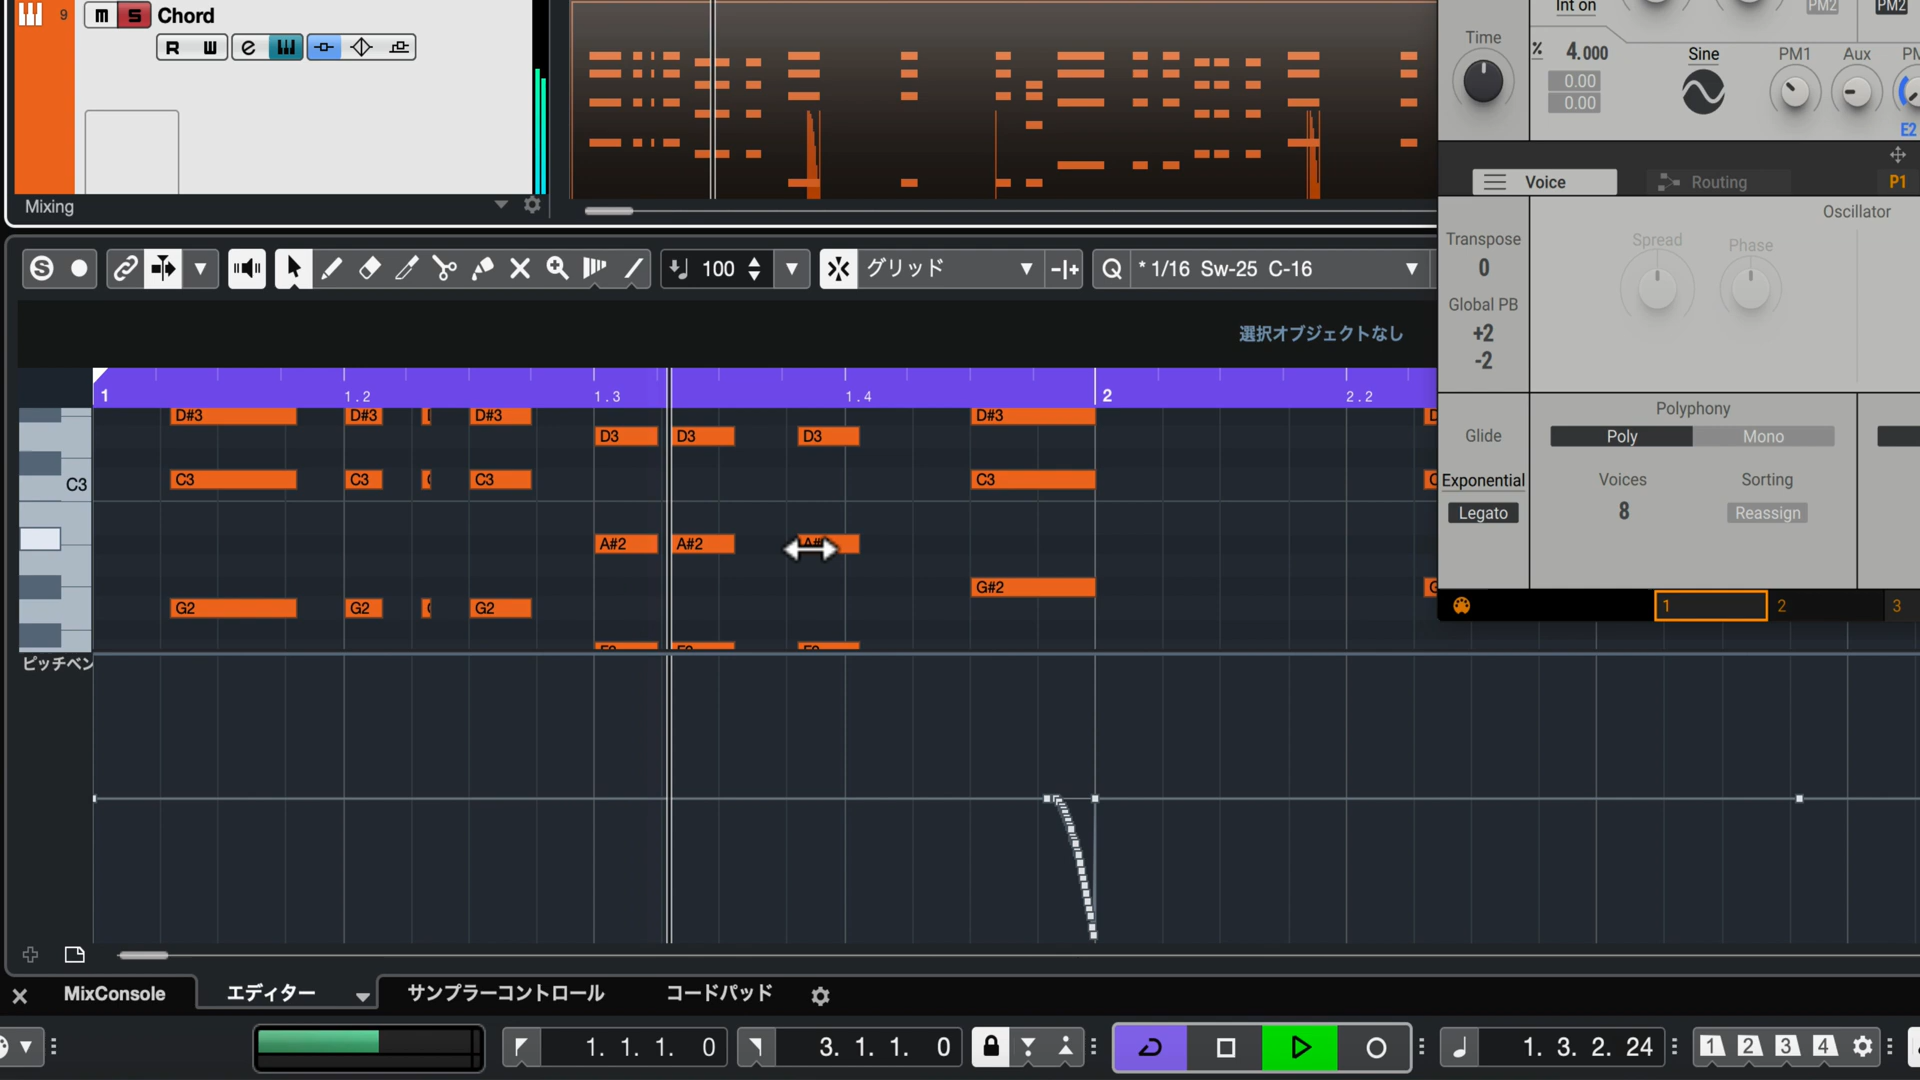 9 m S Chord
R W e
Mixing
Int on
PM2 PM2
Time
% 4.000
0.00
0.00
Sine PM1 Aux
E2
Voice Routing P1
Oscillator
Transpose
0
Spread Phase
Global PB
+2
-2
Polyphony
Glide Poly Mono
Exponential Voices Sorting
Legato 8 Reassign
1 2 3
S 100 グリッド Q * 1/16 Sw-25 C-16
選択オブジェクトなし
1 1.2 1.3 1.4 2 2.2
D#3 D#3 D#3 D#3
D3 D3 D3
C3 C3 C3 C3 C3
A#2 A#2
G#2
G2 G2 G2
ピッチベン
MixConsole エディター サンプラーコントロール コードパッド
1. 1. 1. 0 3. 1. 1. 0 1. 3. 2. 24 1 2 3 4